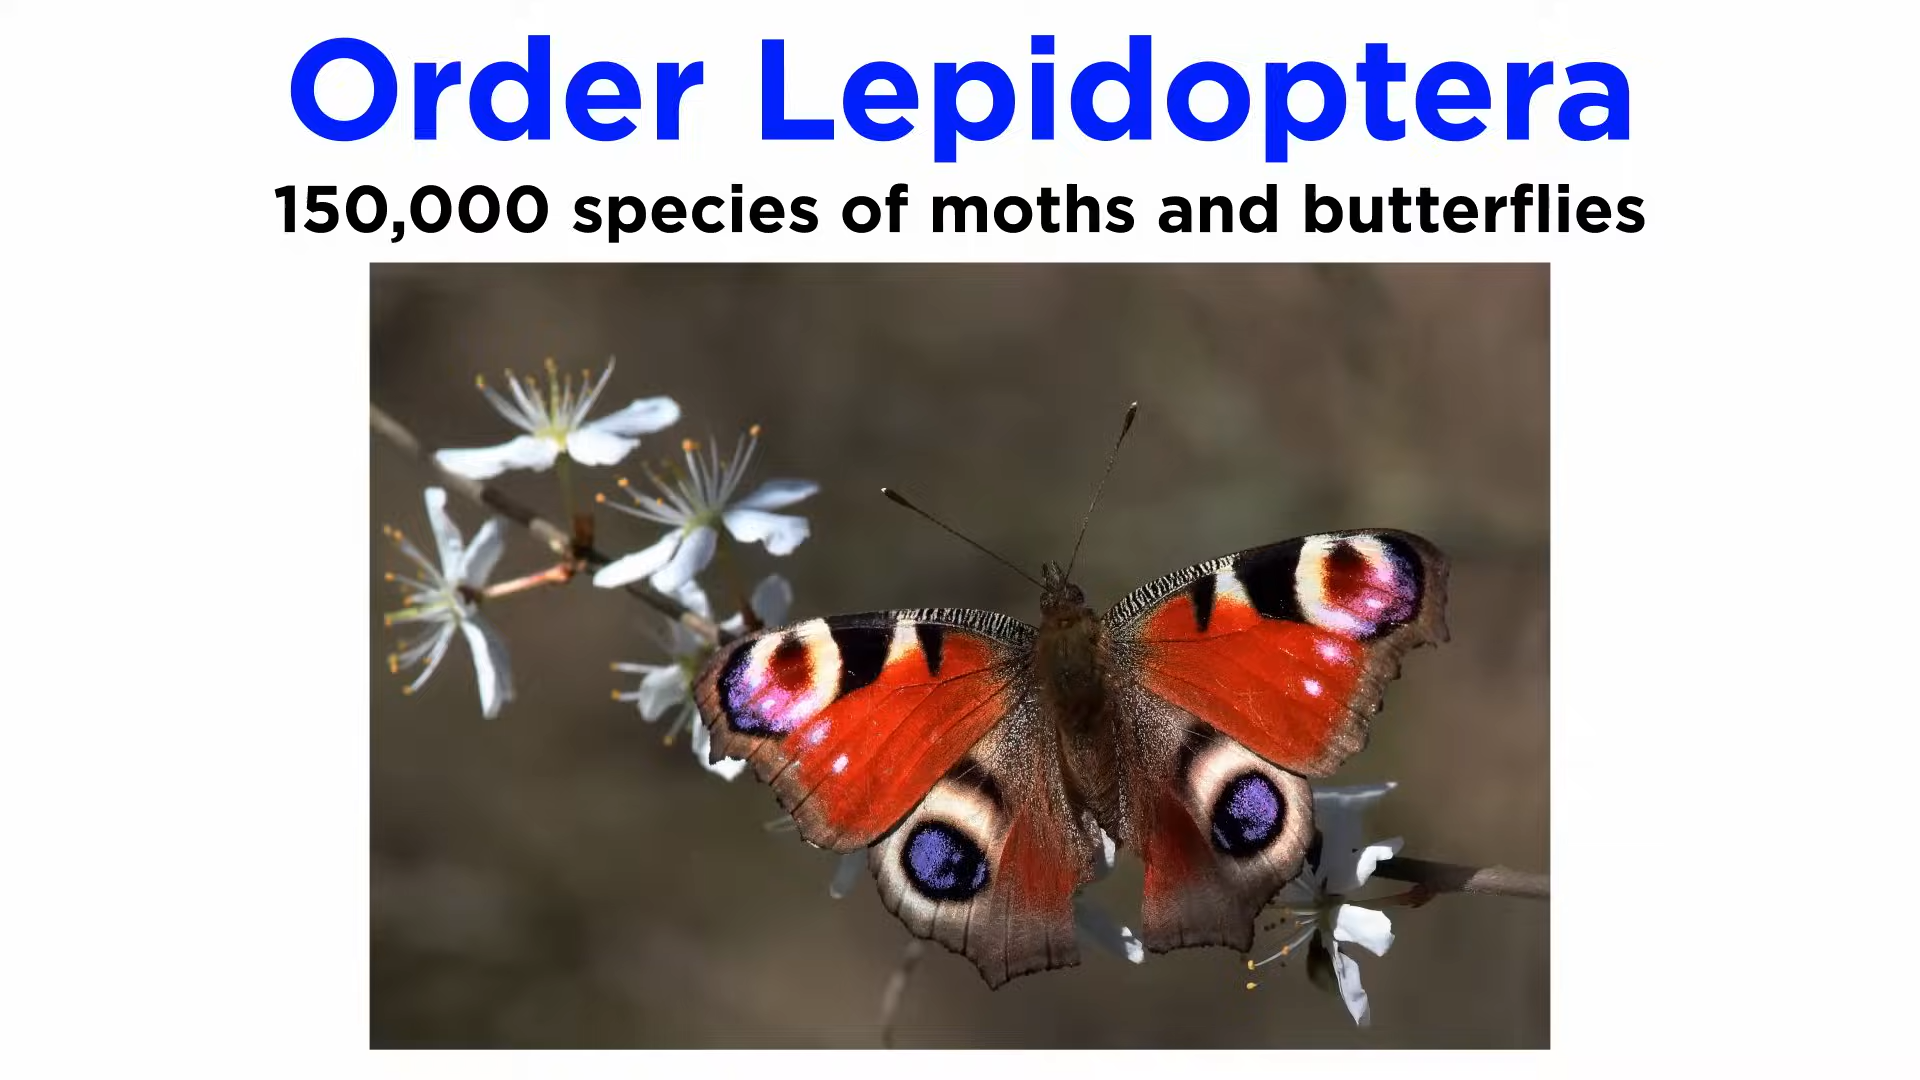 Order Lepidoptera
150,000 species of moths and butterflies